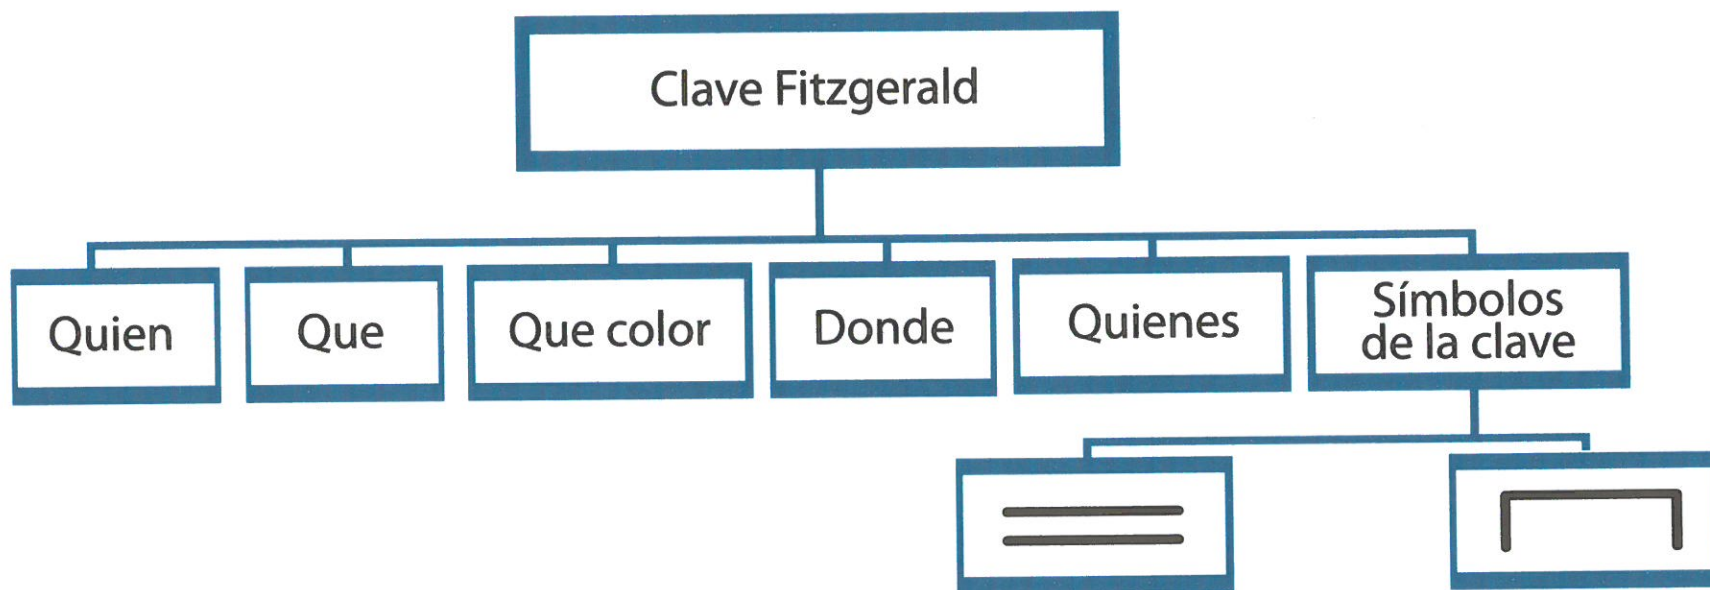 Clave Fitzgerald
Quien
Que
Que color
Donde
Quienes
Símbolos
de la clave